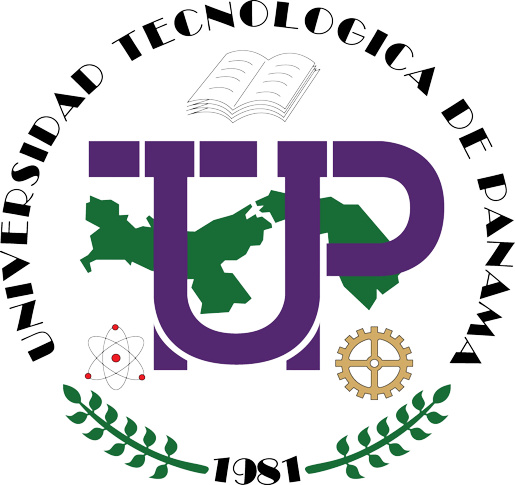 UNIVERSIDAD TECNOLOGICA DE PANAMA
UTP
1981